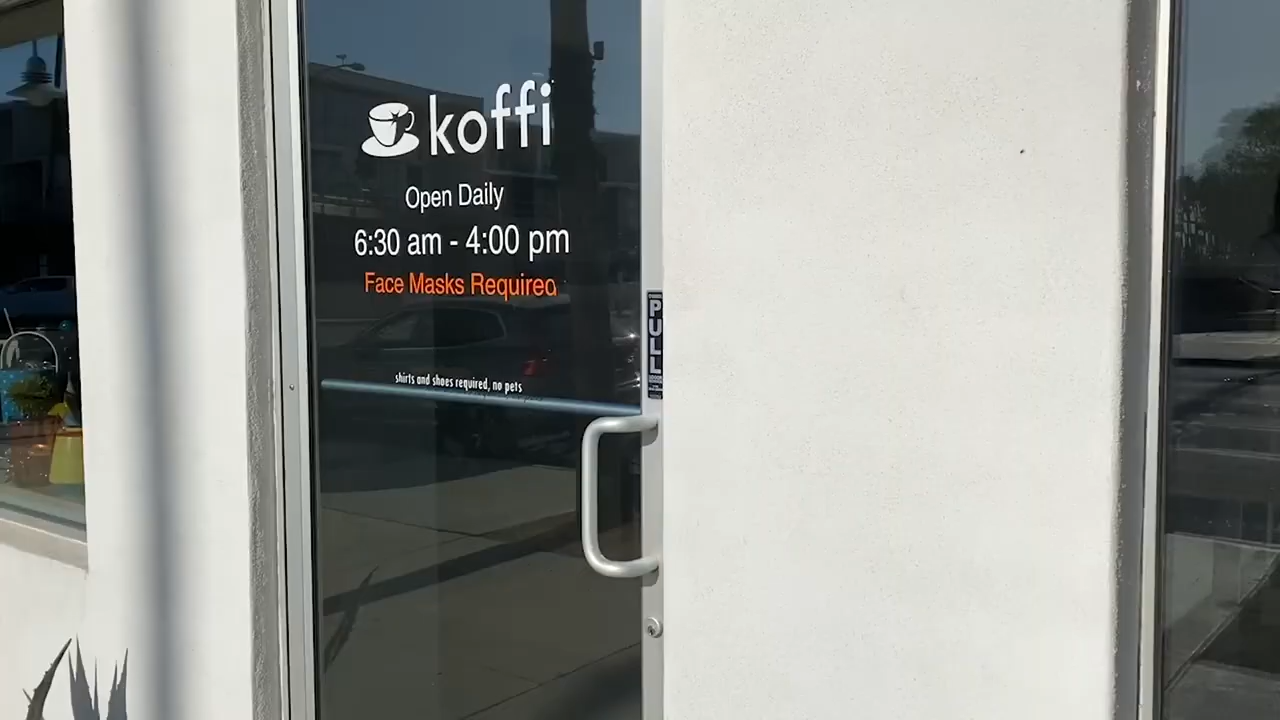 koffi
Open Daily
6:30 am - 4:00 pm
Face Masks Required
shirts and shoes required, no pets
PULL